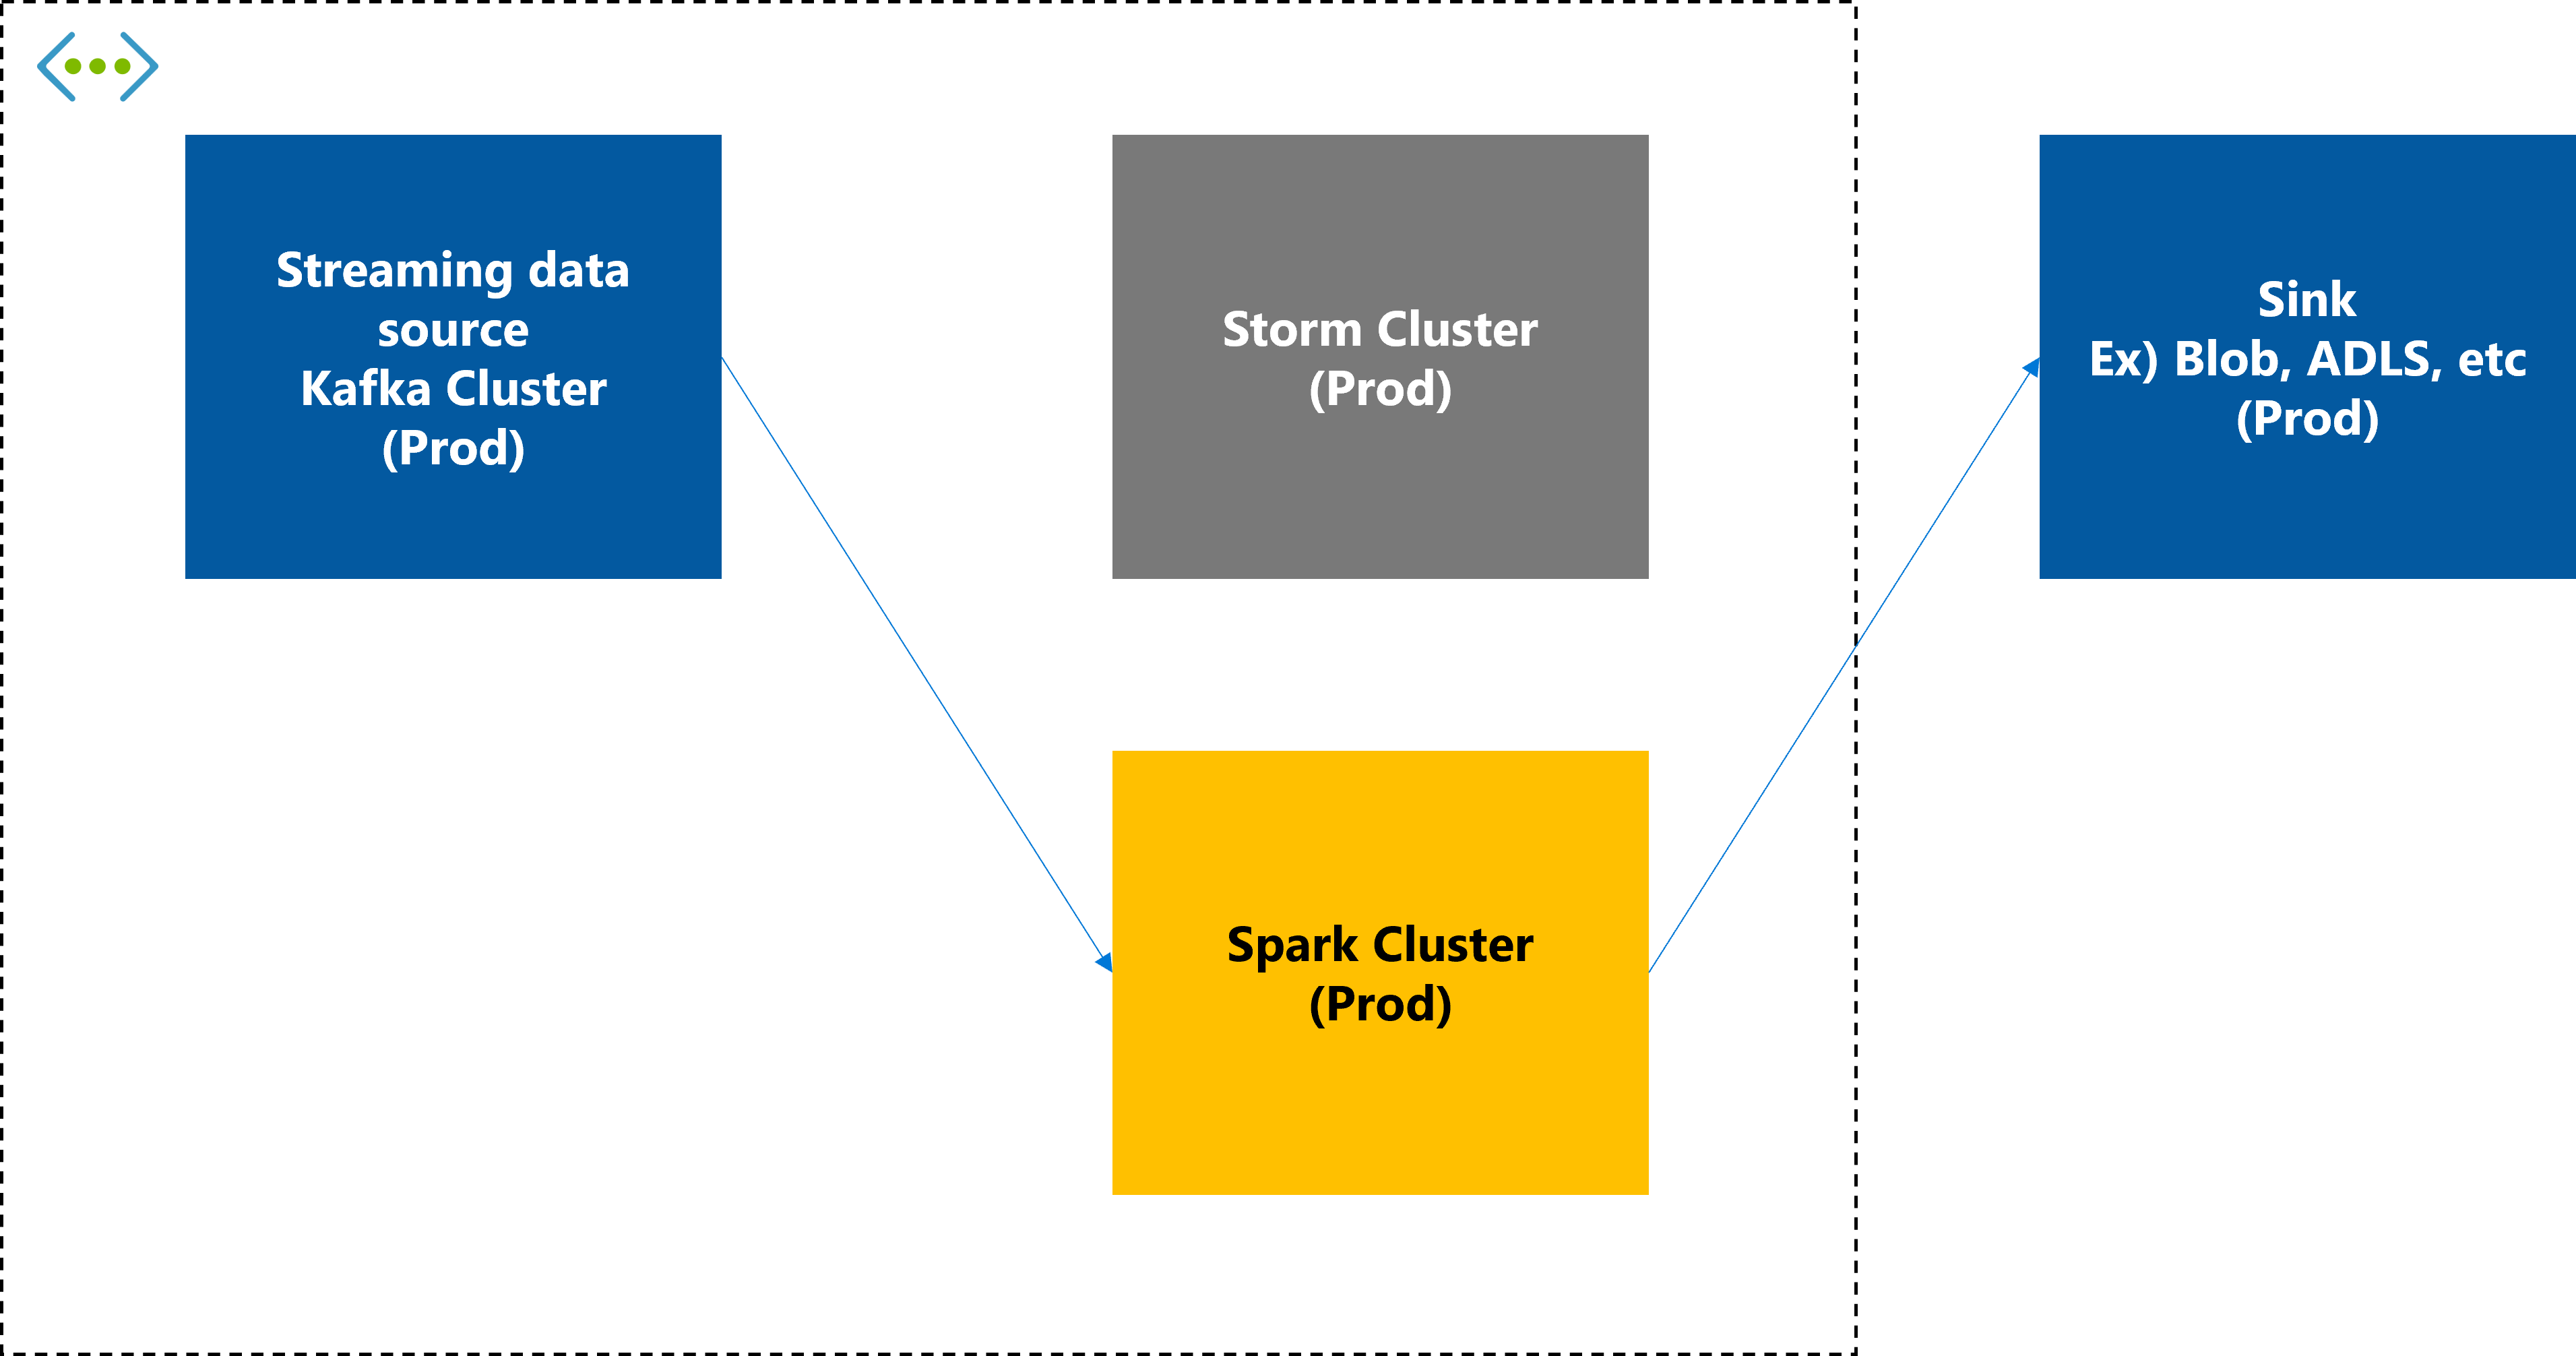 Streaming data
source
Kafka Cluster
(Prod)
Storm Cluster
(Prod)
Sink
Ex) Blob, ADLS, etc
(Prod)
Spark Cluster
(Prod)